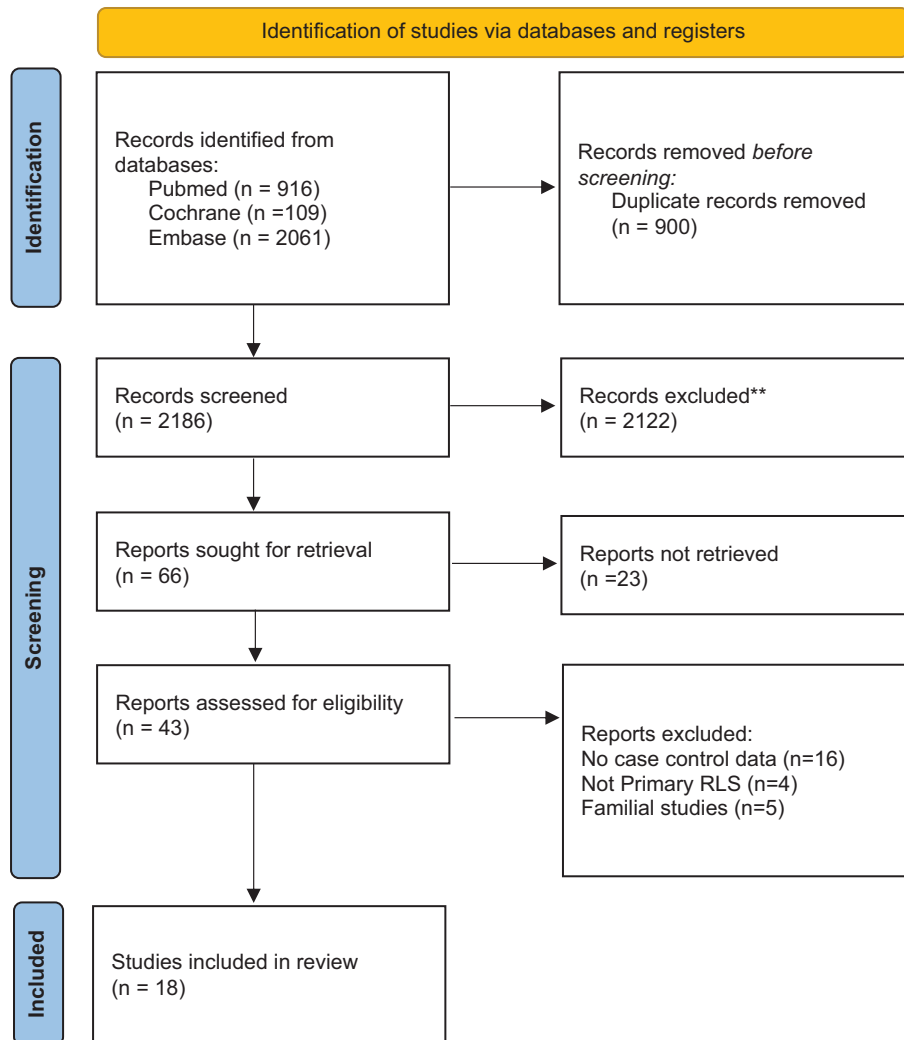 Identification of studies via databases and registers
Identification
Records identified from
databases:
Pubmed (n = 916)
Cochrane (n =109)
Embase (n = 2061)
Records removed before
screening:
Duplicate records removed
(n = 900)
Screening
Records screened
(n = 2186)
Records excluded**
(n = 2122)
Reports sought for retrieval
(n = 66)
Reports not retrieved
(n =23)
Reports assessed for eligibility
(n = 43)
Reports excluded:
No case control data (n=16)
Not Primary RLS (n=4)
Familial studies (n=5)
Included
Studies included in review
(n = 18)